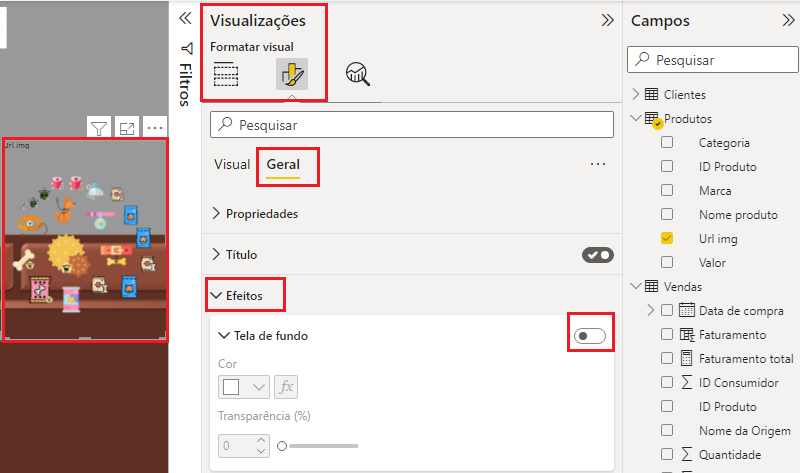 Url img
Filtros
Visualizações
Formatar visual
Pesquisar
Visual
Geral
Propriedades
Título
Efeitos
Tela de fundo
Cor
fx
Transparência (%)
0
Campos
Pesquisar
Clientes
Produtos
Categoria
ID Produto
Marca
Nome produto
Url img
Valor
Vendas
Data de compra
Faturamento
Faturamento total
ID Consumidor
ID Produto
Nome da Origem
Quantidade